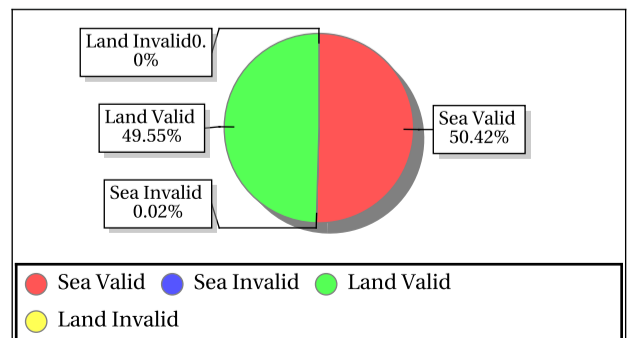 Land Invalid0.
0%
Land Valid
49.55%
Sea Invalid
0.02%
Sea Valid
50.42%
Sea Valid Sea Invalid Land Valid
Land Invalid